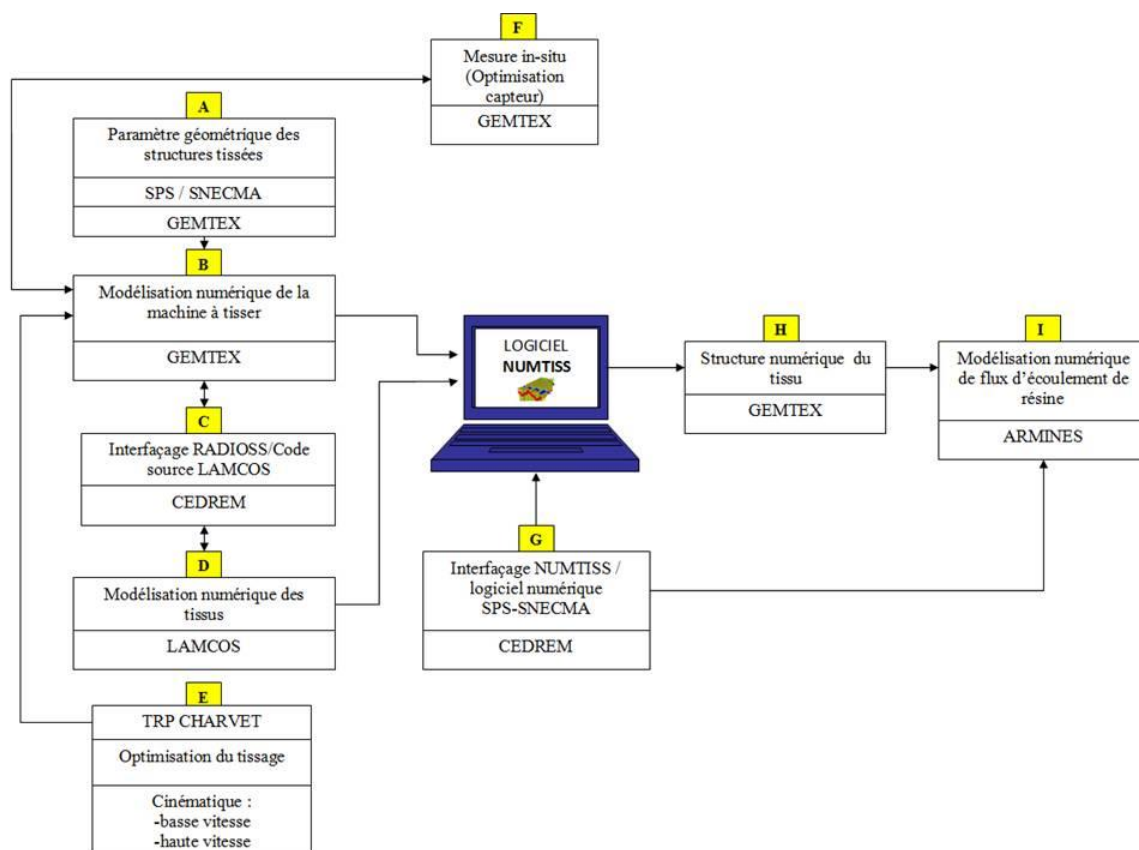 F
Mesure in-situ
(Optimisation
capteur)
GEMTEX
A
Paramètre géométrique des
structures tissées
SPS / SNECMA
GEMTEX
B
Modélisation numérique de la
machine à tisser
GEMTEX
C
Interfaçage RADIOSS/Code
source LAMCOS
CEDREM
D
Modélisation numérique des
tissus
LAMCOS
E
TRP CHARVET
Optimisation du tissage
Cinématique :
-basse vitesse
-haute vitesse
LOGICIEL
NUMTISS
G
Interfaçage NUMTISS /
logiciel numérique
SPS-SNECMA
CEDREM
H
Structure numérique du
tissu
GEMTEX
I
Modélisation numérique
de flux d'écoulement de
résine
ARMINES